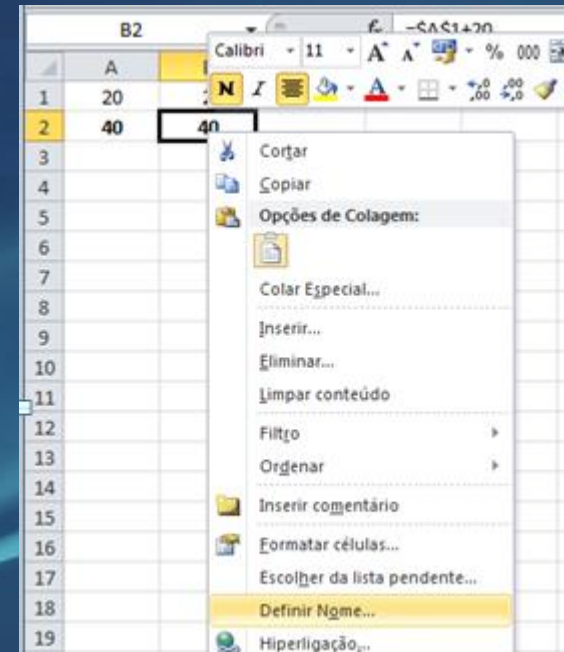 B2 =$A$1+20
Calibri 11 A A % 000
N I A
A
1 20
2 40 40
3
4
5
6
7
8
9
10
11
12
13
14
15
16
17
18
19
Cortar
Copiar
Opções de Colagem:
Colar Especial...
Inserir...
Eliminar...
Limpar conteúdo
Filtro
Ordenar
Inserir comentário
Formatar células...
Escolher da lista pendente...
Definir Nome...
Hiperligação...